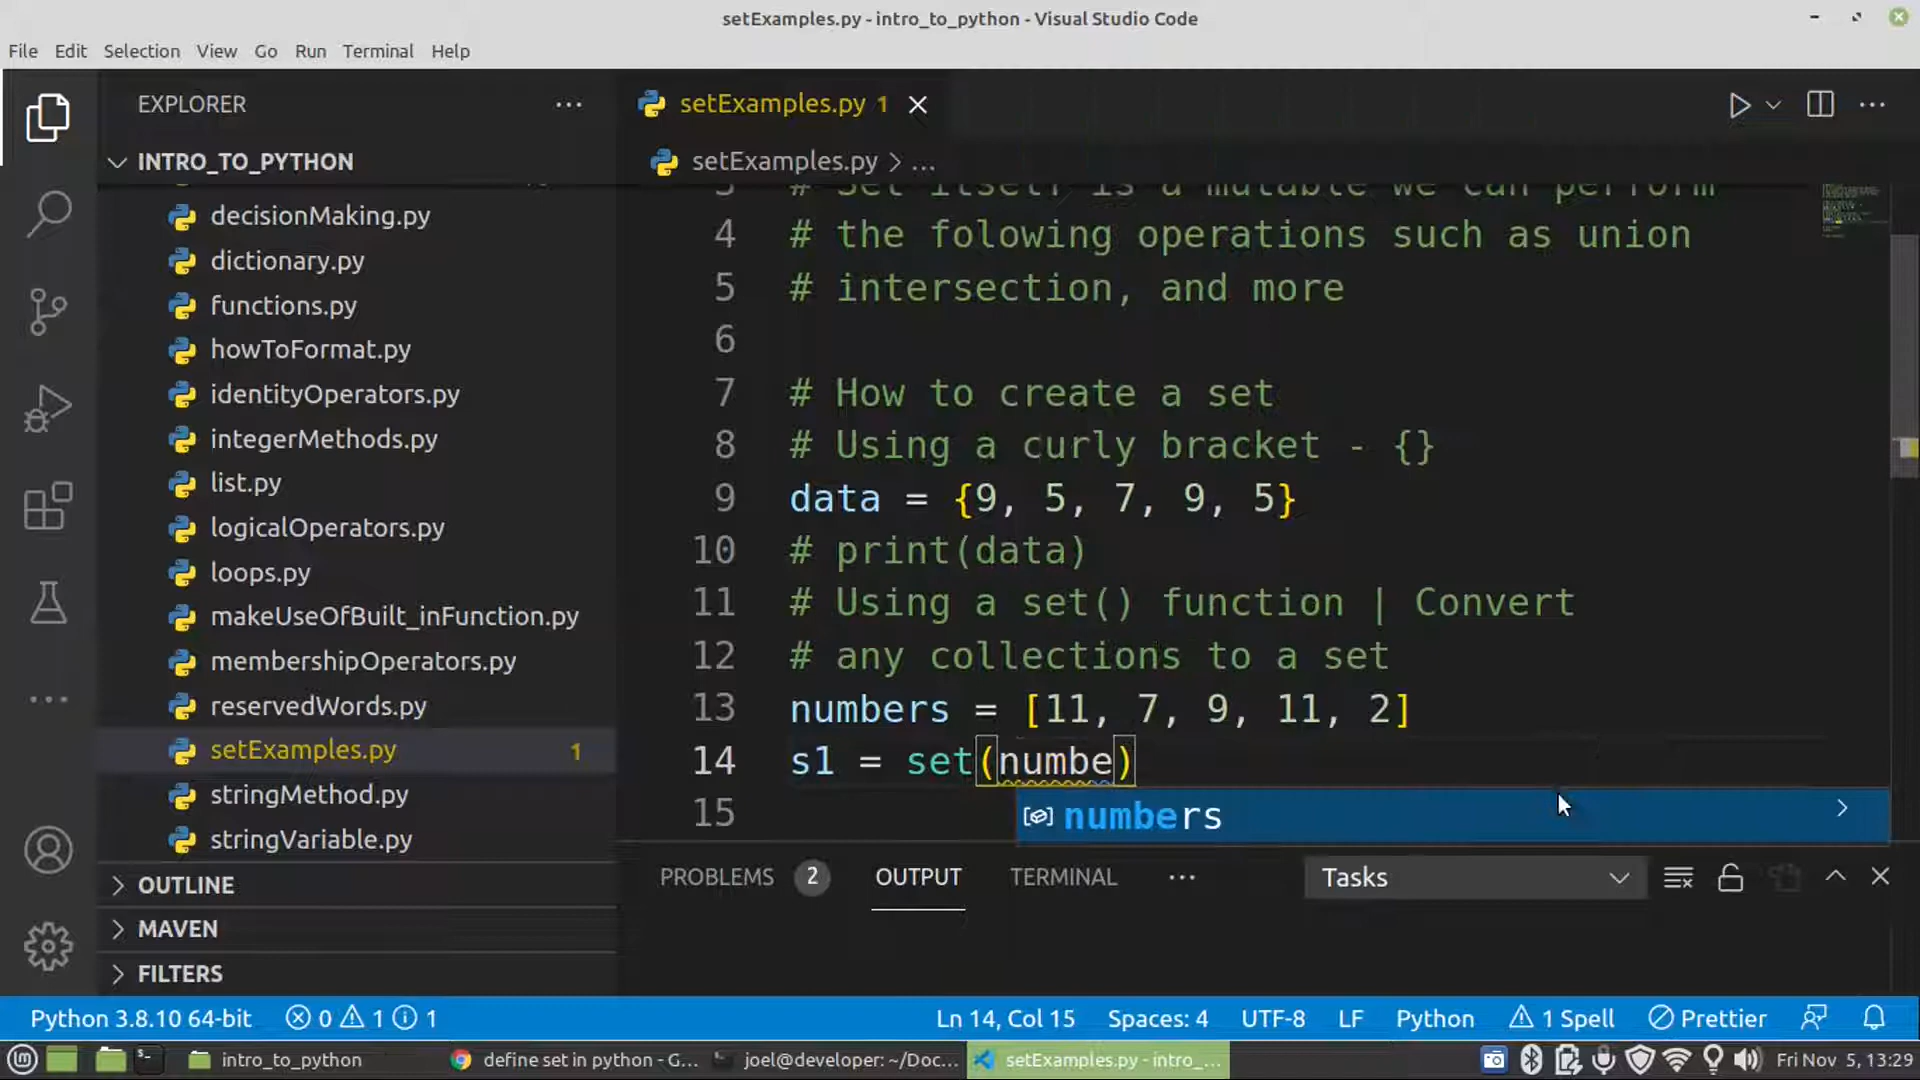 setExamples.py - intro_to_python - Visual Studio Code
File Edit Selection View Go Run Terminal Help
EXPLORER
INTRO_TO_PYTHON
decisionMaking.py
dictionary.py
functions.py
howToFormat.py
identityOperators.py
integerMethods.py
list.py
logicalOperators.py
loops.py
makeUseOfBuilt_inFunction.py
membershipOperators.py
reservedWords.py
setExamples.py 1
stringMethod.py
stringVariable.py
OUTLINE
MAVEN
FILTERS
setExamples.py 1
setExamples.py > ...
3 # Set itself is a mutable we can perform
4 # the folowing operations such as union
5 # intersection, and more
6
7 # How to create a set
8 # Using a curly bracket - {}
9 data = {9, 5, 7, 9, 5}
10 # print(data)
11 # Using a set() function | Convert
12 # any collections to a set
13 numbers = [11, 7, 9, 11, 2]
14 s1 = set(numbe)
15
numbers
PROBLEMS 2 OUTPUT TERMINAL ...
Tasks
Python 3.8.10 64-bit 0 1 1 Ln 14, Col 15 Spaces: 4 UTF-8 LF Python 1 Spell Prettier
intro_to_python define set in python - G... joel@developer: ~/Doc... setExamples.py - intro_... Fri Nov 5, 13:29